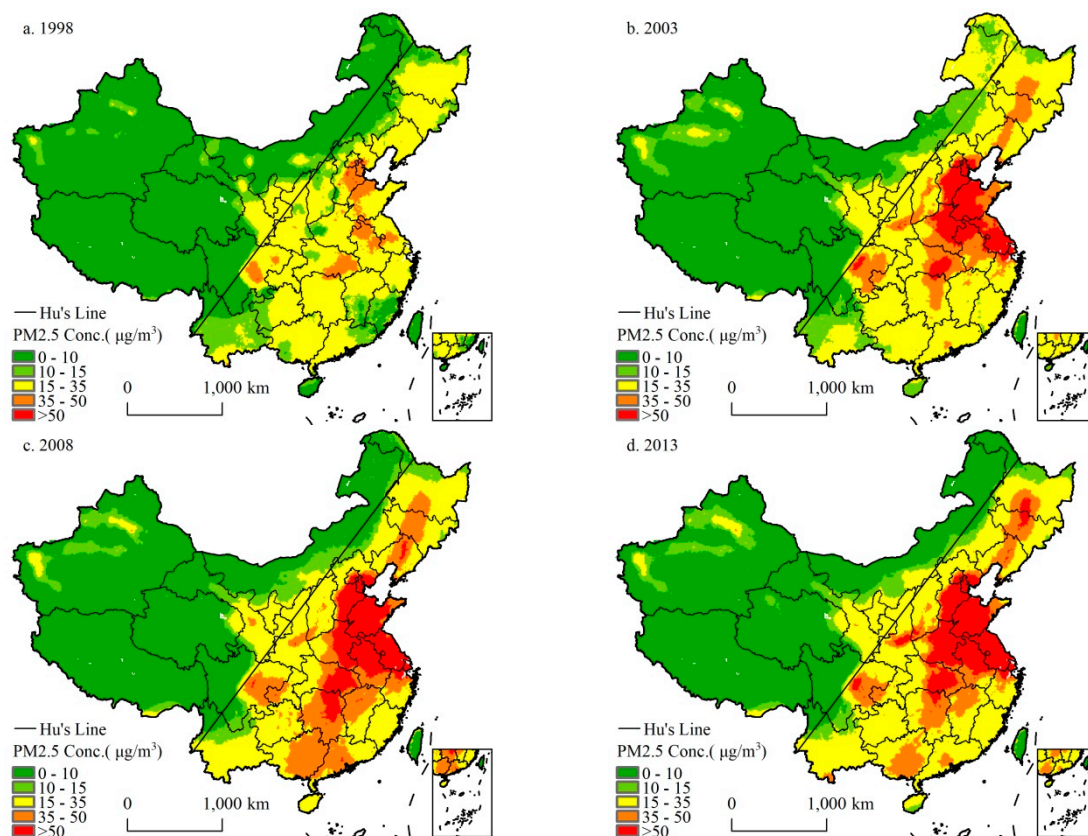 a. 1998
Hu's Line
PM2.5 Conc.( μg/m³)
0 - 10
10 - 15
15 - 35
35 - 50
>50
0 1,000 km
b. 2003
Hu's Line
PM2.5 Conc.( μg/m³)
0 - 10
10 - 15
15 - 35
35 - 50
>50
0 1,000 km
c. 2008
Hu's Line
PM2.5 Conc.( μg/m³)
0 - 10
10 - 15
15 - 35
35 - 50
>50
0 1,000 km
d. 2013
Hu's Line
PM2.5 Conc.( μg/m³)
0 - 10
10 - 15
15 - 35
35 - 50
>50
0 1,000 km